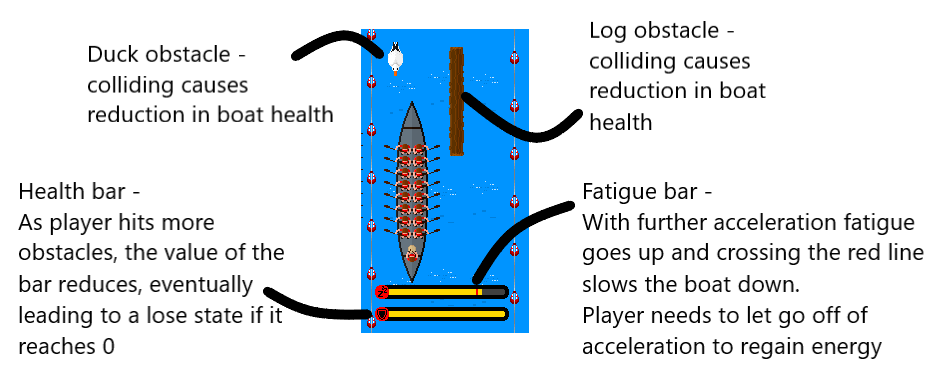 Duck obstacle -
colliding causes
reduction in boat health
Log obstacle -
colliding causes
reduction in boat
health
Health bar -
As player hits more
obstacles, the value of the
bar reduces, eventually
leading to a lose state if it
reaches 0
Fatigue bar -
With further acceleration fatigue
goes up and crossing the red line
slows the boat down.
Player needs to let go off of
acceleration to regain energy